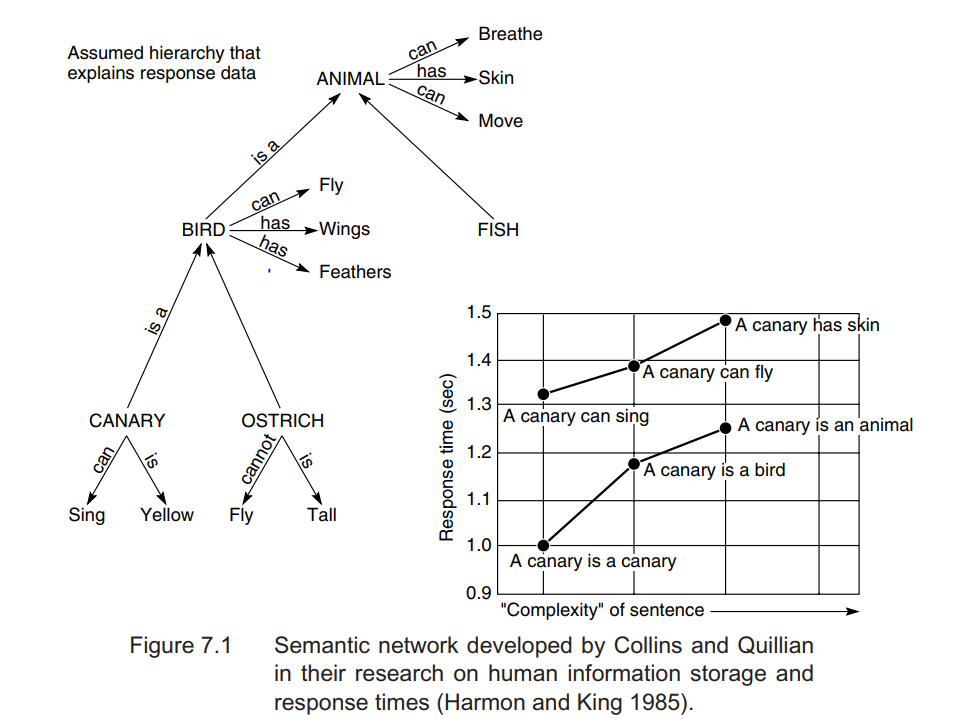 Assumed hierarchy that
explains response data
ANIMAL
can
Breathe
has
Skin
can
Move
is a
BIRD
can
Fly
has
Wings
has
Feathers
FISH
is a
CANARY
OSTRICH
can
is
cannot
is
Sing
Yellow
Fly
Tall
Response time (sec)
1.5
1.4
1.3
1.2
1.1
1.0
0.9
A canary has skin
A canary can fly
A canary can sing
A canary is an animal
A canary is a bird
A canary is a canary
"Complexity" of sentence
Figure 7.1 Semantic network developed by Collins and Quillian
in their research on human information storage and
response times (Harmon and King 1985).